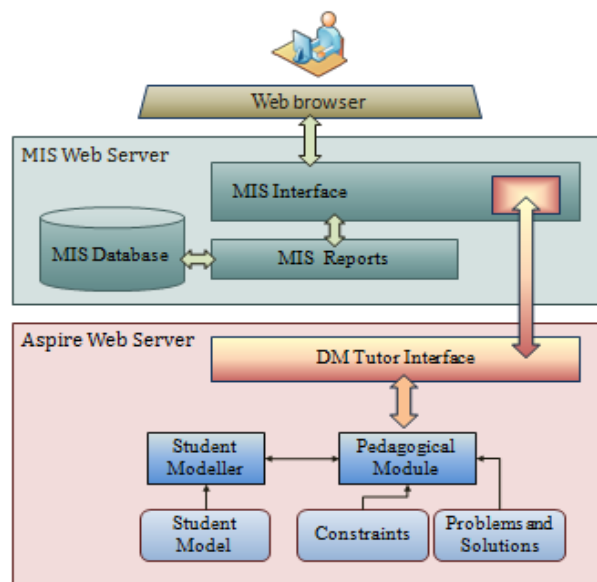 Web browser
MIS Web Server
MIS Interface
MIS Database
MIS Reports
Aspire Web Server
DM Tutor Interface
Student
Modeller
Pedagogical
Module
Student
Model
Constraints
Problems and
Solutions